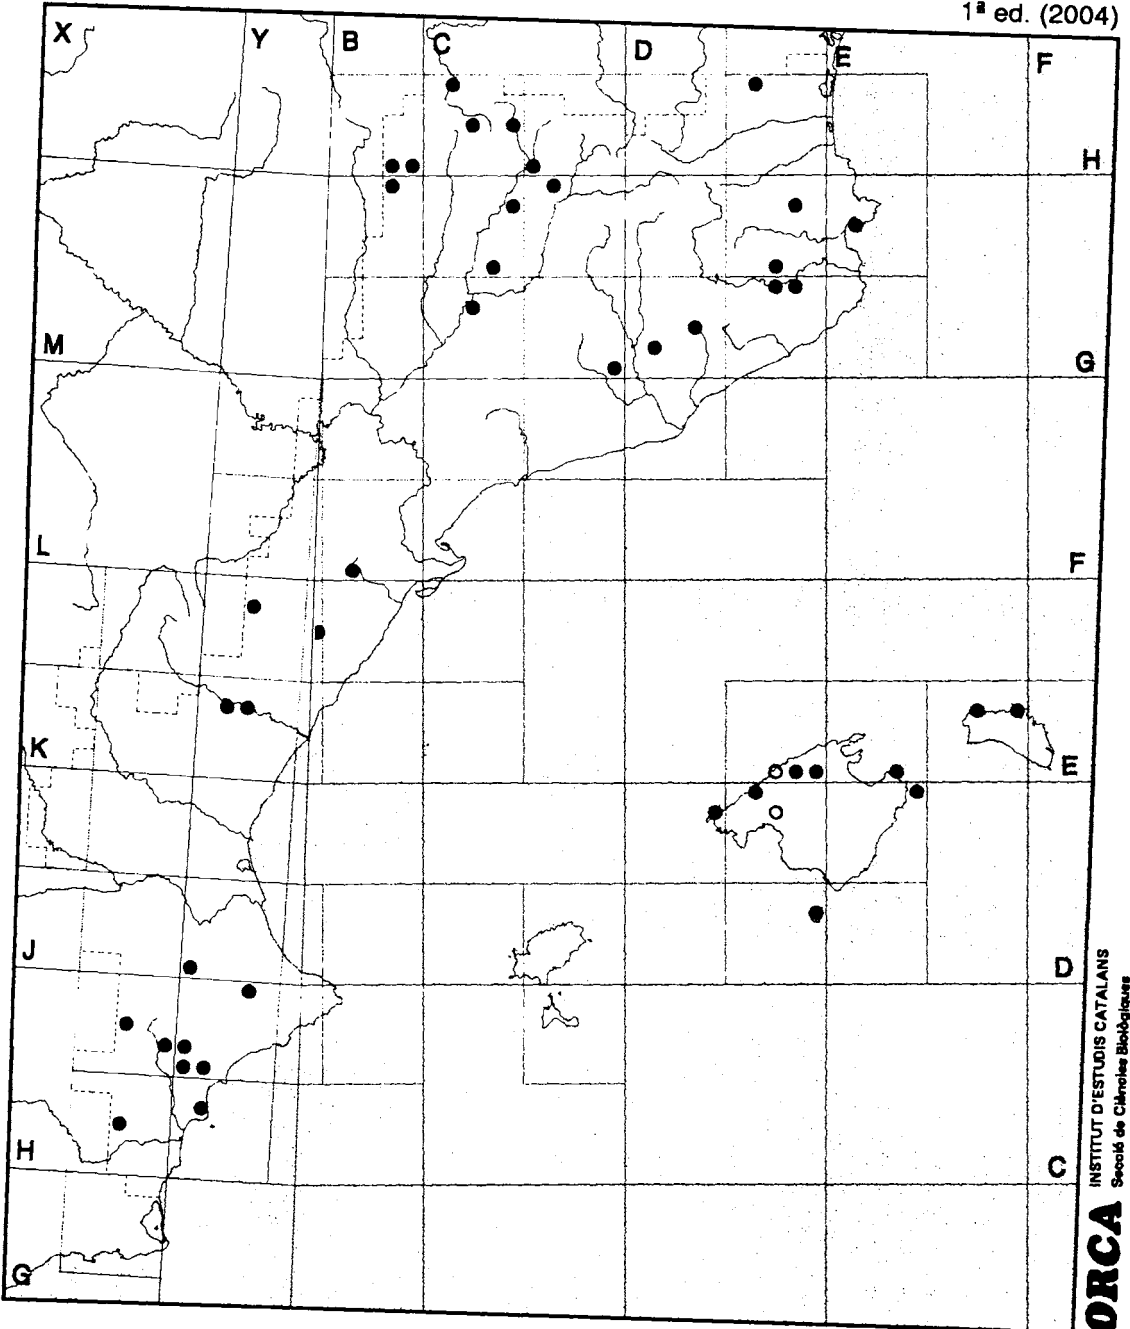 1ª ed. (2004)
X Y B C D E F
H
M G
L F
K E
J D
H C
G
INSTITUT D'ESTUDIS CATALANS
Secció de Ciències Biològiques
ORCA